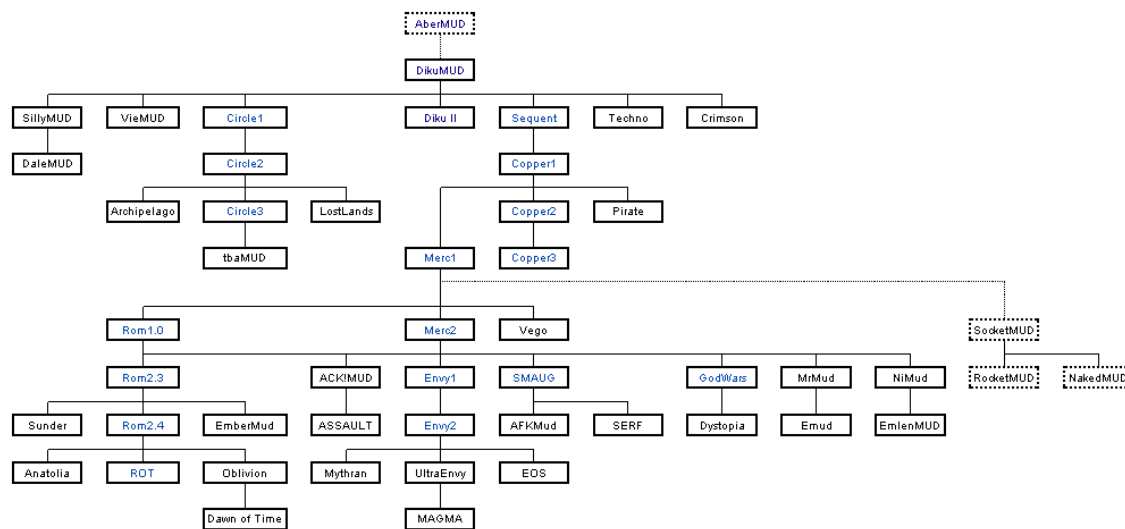 AberMUD
DikuMUD
SillyMUD VieMUD Circle1 Diku II Sequent Techno Crimson
DaleMUD Circle2 Copper1
Archipelago Circle3 LostLands Copper2 Pirate
tbaMUD Merc1 Copper3
Rom1.0 Merc2 Vego SocketMUD
Rom2.3 ACK!MUD Envy1 SMAUG GodWars MrMud NiMud RocketMUD NakedMUD
Sunder Rom2.4 EmberMud ASSAULT Envy2 AFKMud SERF Dystopia Emud EmlenMUD
Anatolia ROT Oblivion Mythran UltraEnvy EOS
Dawn of Time MAGMA